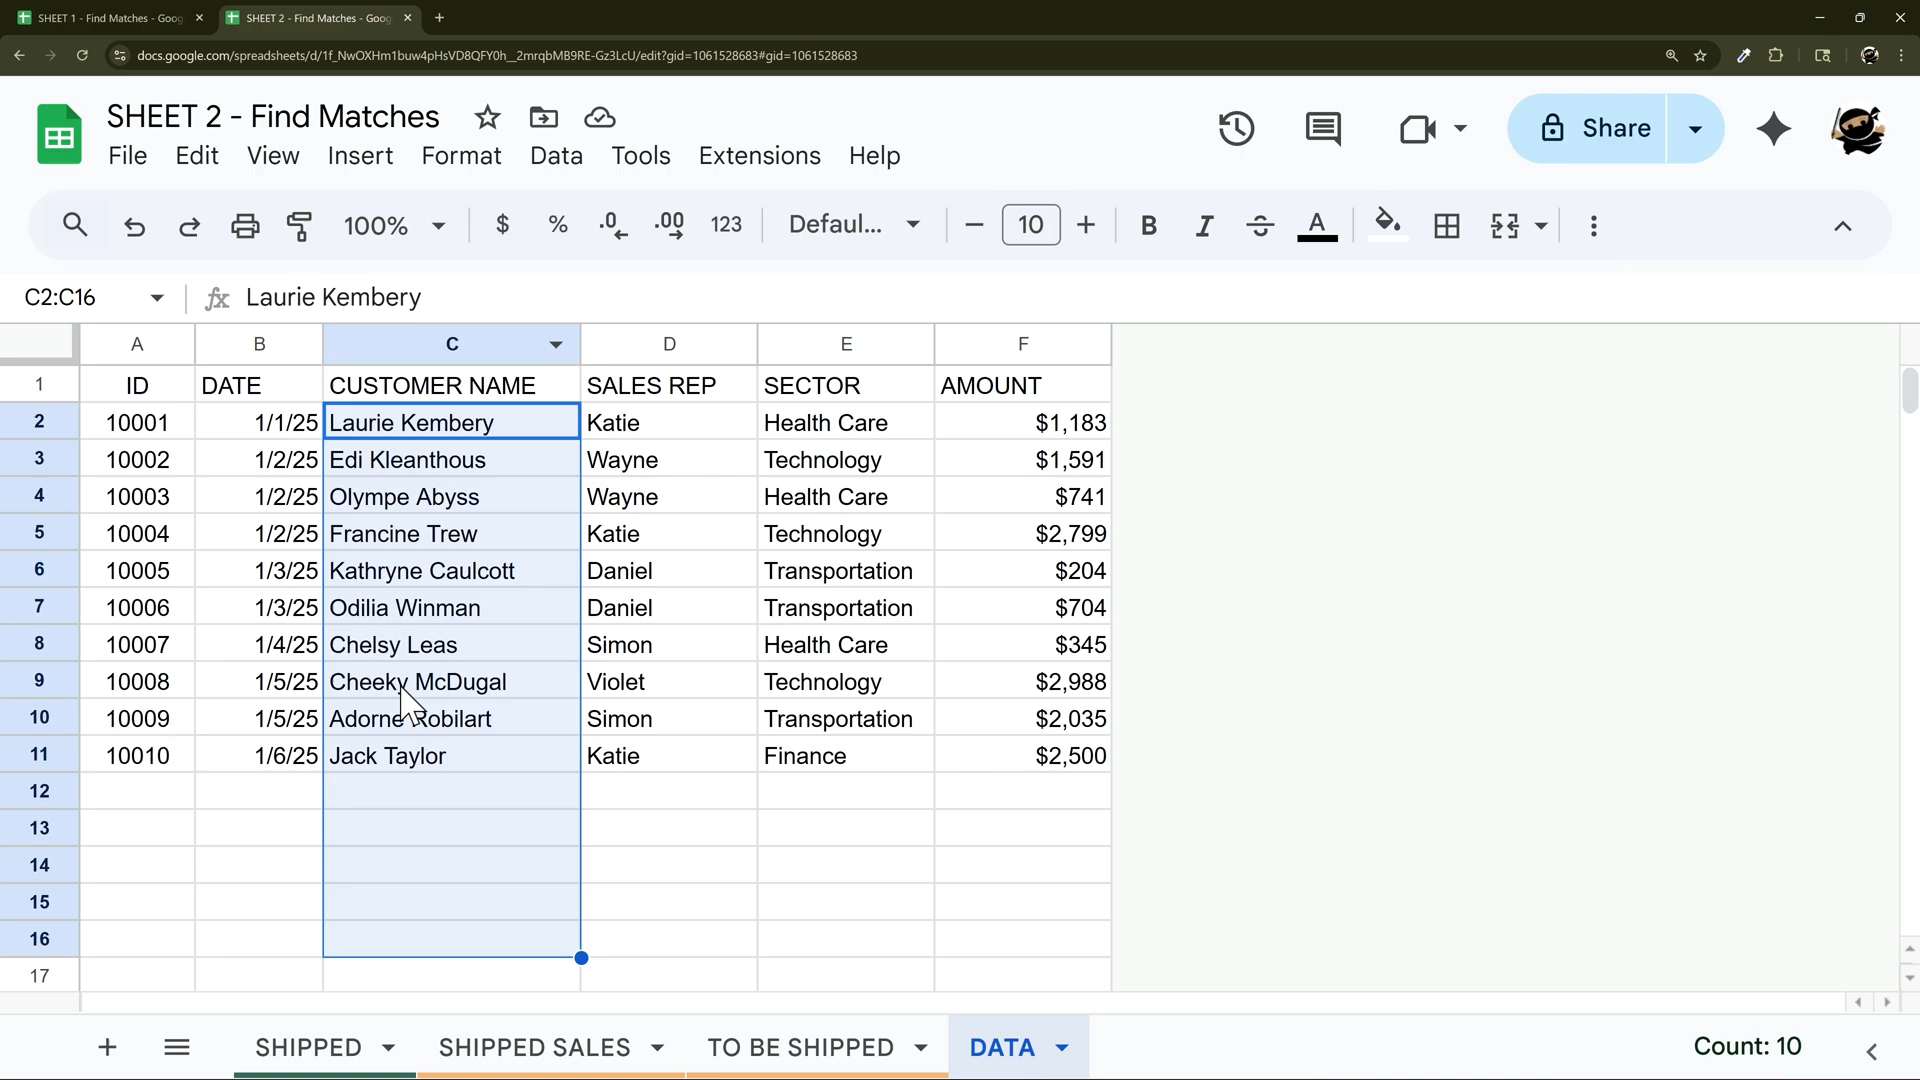 SHEET 1 - Find Matches - Goog
SHEET 2 - Find Matches - Goog
docs.google.com/spreadsheets/d/1f_NwOXHm1buw4pHsVD8QFY0h__2mrqbMB9RE-Gz3LcU/edit?gid=1061528683#gid=1061528683
SHEET 2 - Find Matches
File Edit View Insert Format Data Tools Extensions Help
Share
100% $ % .0 .00 123 Defaul... 10 B I S A
C2:C16 fx Laurie Kembery
A B C D E F
1 ID DATE CUSTOMER NAME SALES REP SECTOR AMOUNT
2 10001 1/1/25 Laurie Kembery Katie Health Care $1,183
3 10002 1/2/25 Edi Kleanthous Wayne Technology $1,591
4 10003 1/2/25 Olympe Abyss Wayne Health Care $741
5 10004 1/2/25 Francine Trew Katie Technology $2,799
6 10005 1/3/25 Kathryne Caulcott Daniel Transportation $204
7 10006 1/3/25 Odilia Winman Daniel Transportation $704
8 10007 1/4/25 Chelsy Leas Simon Health Care $345
9 10008 1/5/25 Cheeky McDugal Violet Technology $2,988
10 10009 1/5/25 Adorne Robilart Simon Transportation $2,035
11 10010 1/6/25 Jack Taylor Katie Finance $2,500
12
13
14
15
16
17
SHIPPED SHIPPED SALES TO BE SHIPPED DATA Count: 10